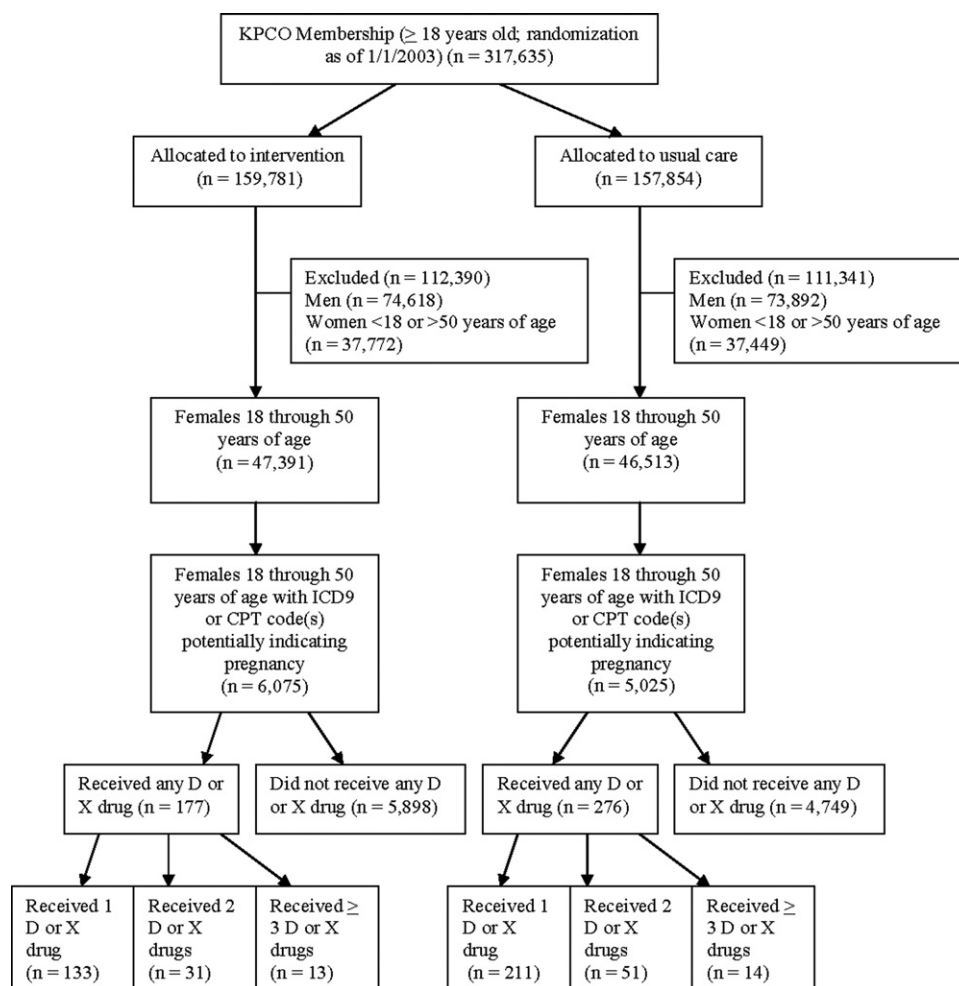 KPCO Membership (≥ 18 years old; randomization
as of 1/1/2003) (n = 317,635)
Allocated to intervention
(n = 159,781)
Allocated to usual care
(n = 157,854)
Excluded (n = 112,390)
Men (n = 74,618)
Women <18 or >50 years of age
(n = 37,772)
Excluded (n = 111,341)
Men (n = 73,892)
Women <18 or >50 years of age
(n = 37,449)
Females 18 through 50
years of age
(n = 47,391)
Females 18 through 50
years of age
(n = 46,513)
Females 18 through 50
years of age with ICD9
or CPT code(s)
potentially indicating
pregnancy
(n = 6,075)
Females 18 through 50
years of age with ICD9
or CPT code(s)
potentially indicating
pregnancy
(n = 5,025)
Received any D or
X drug (n = 177)
Did not receive any D
or X drug (n = 5,898)
Received any D or
X drug (n = 276)
Did not receive any D
or X drug (n = 4,749)
Received 1
D or X
drug
(n = 133)
Received 2
D or X
drugs
(n = 31)
Received ≥
3 D or X
drugs
(n = 13)
Received 1
D or X
drug
(n = 211)
Received 2
D or X
drugs
(n = 51)
Received ≥
3 D or X
drugs
(n = 14)